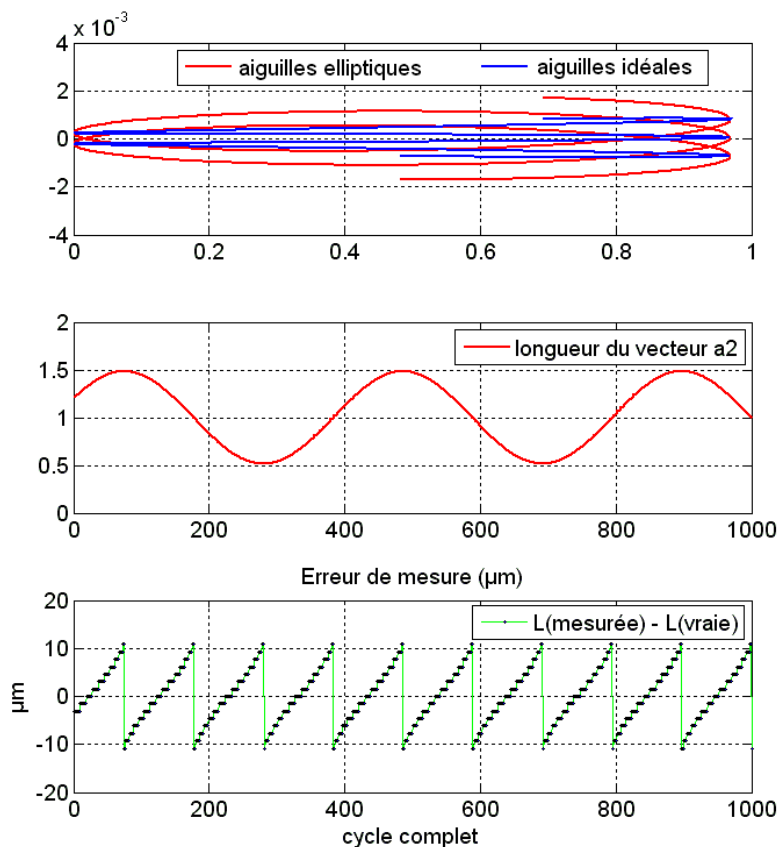 x 10⁻³
4
aiguilles elliptiques aiguilles idéales
2
0
-2
-4
0 0.2 0.4 0.6 0.8 1
2
longueur du vecteur a2
1.5
1
0.5
0
0 200 400 600 800 1000
Erreur de mesure (µm)
20
L(mesurée) - L(vraie)
10
µm
0
-10
-20
0 200 400 600 800 1000
cycle complet